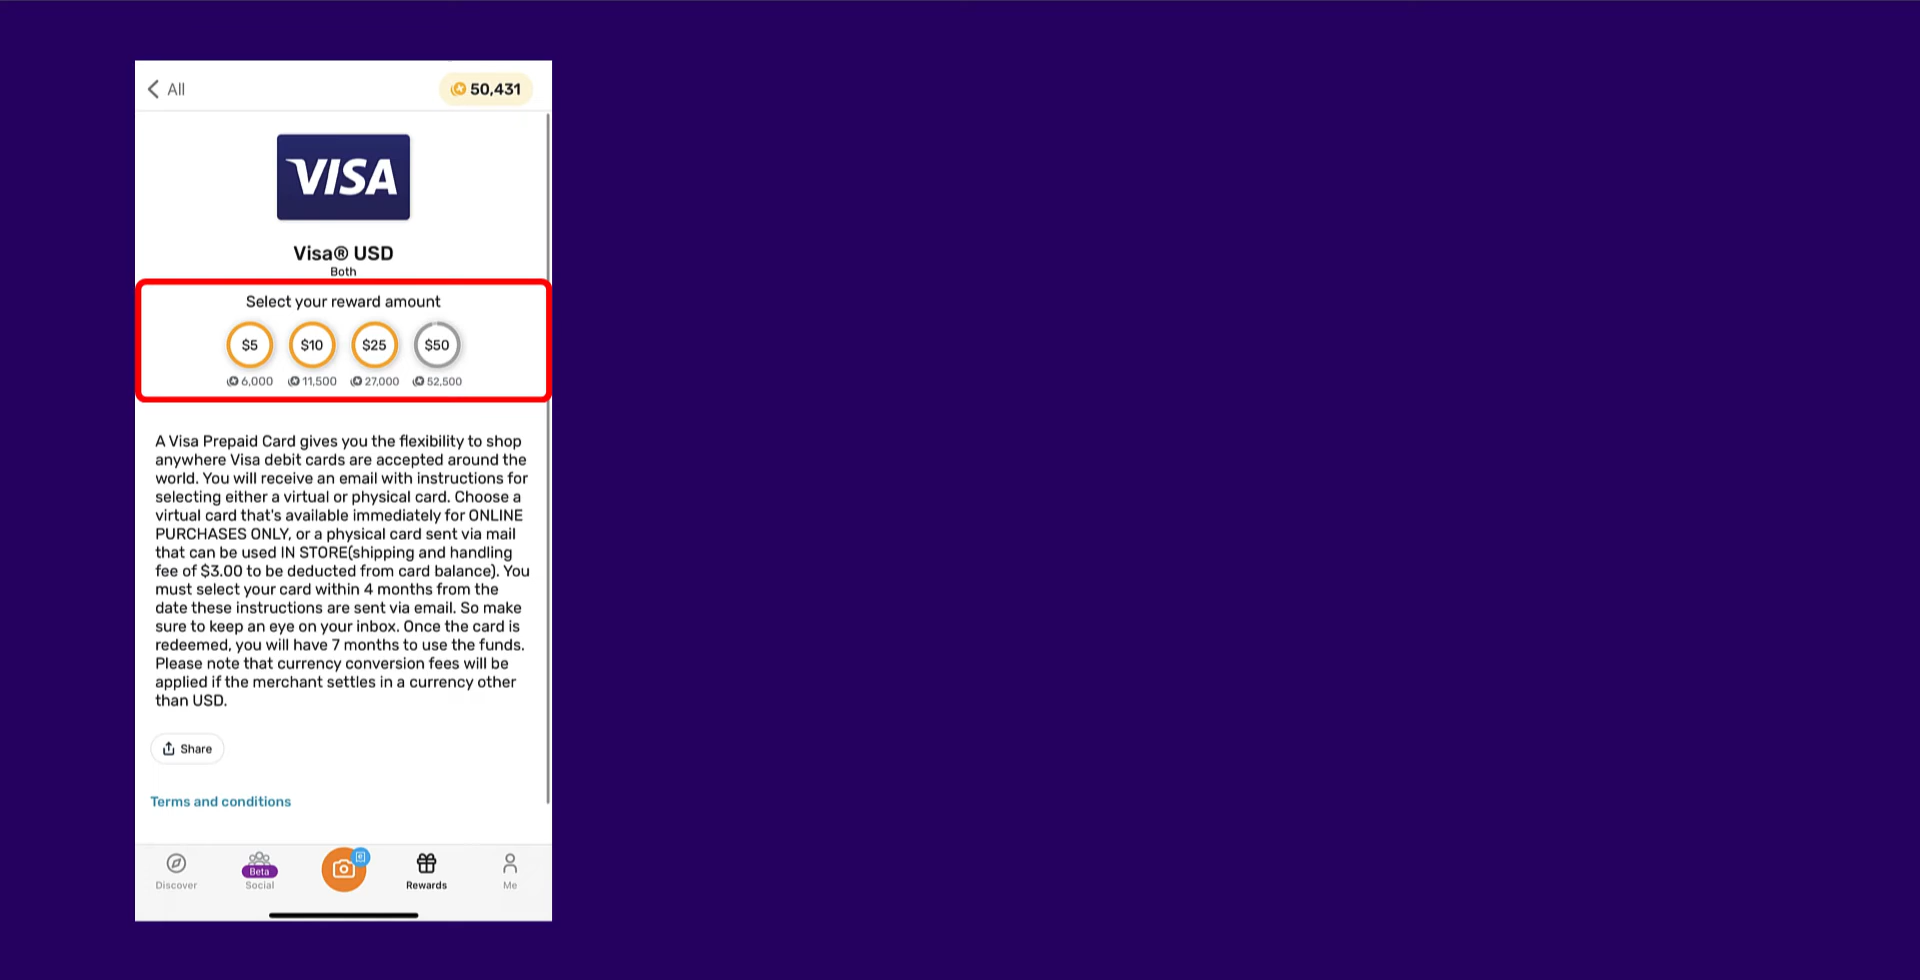 All
50,431
VISA
Visa® USD
Both
Select your reward amount
$5 $10 $25 $50
6,000 11,500 27,000 52,500
A Visa Prepaid Card gives you the flexibility to shop
anywhere Visa debit cards are accepted around the
world. You will receive an email with instructions for
selecting either a virtual or physical card. Choose a
virtual card that's available immediately for ONLINE
PURCHASES ONLY, or a physical card sent via mail
that can be used IN STORE(shipping and handling
fee of $3.00 to be deducted from card balance). You
must select your card within 4 months from the
date these instructions are sent via email. So make
sure to keep an eye on your inbox. Once the card is
redeemed, you will have 7 months to use the funds.
Please note that currency conversion fees will be
applied if the merchant settles in a currency other
than USD.
Share
Terms and conditions
Beta
Discover Social Rewards Me